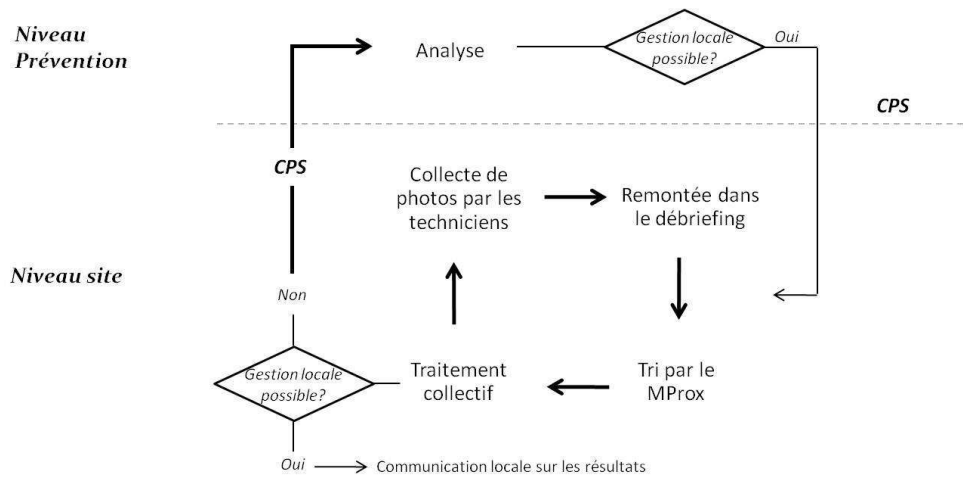 Niveau
Prévention
Analyse
Gestion locale
possible?
Oui
CPS
CPS
Collecte de
photos par les
techniciens
Remontée dans
le débriefing
Niveau site
Non
Gestion locale
possible?
Traitement
collectif
Tri par le
MProx
Oui
Communication locale sur les résultats